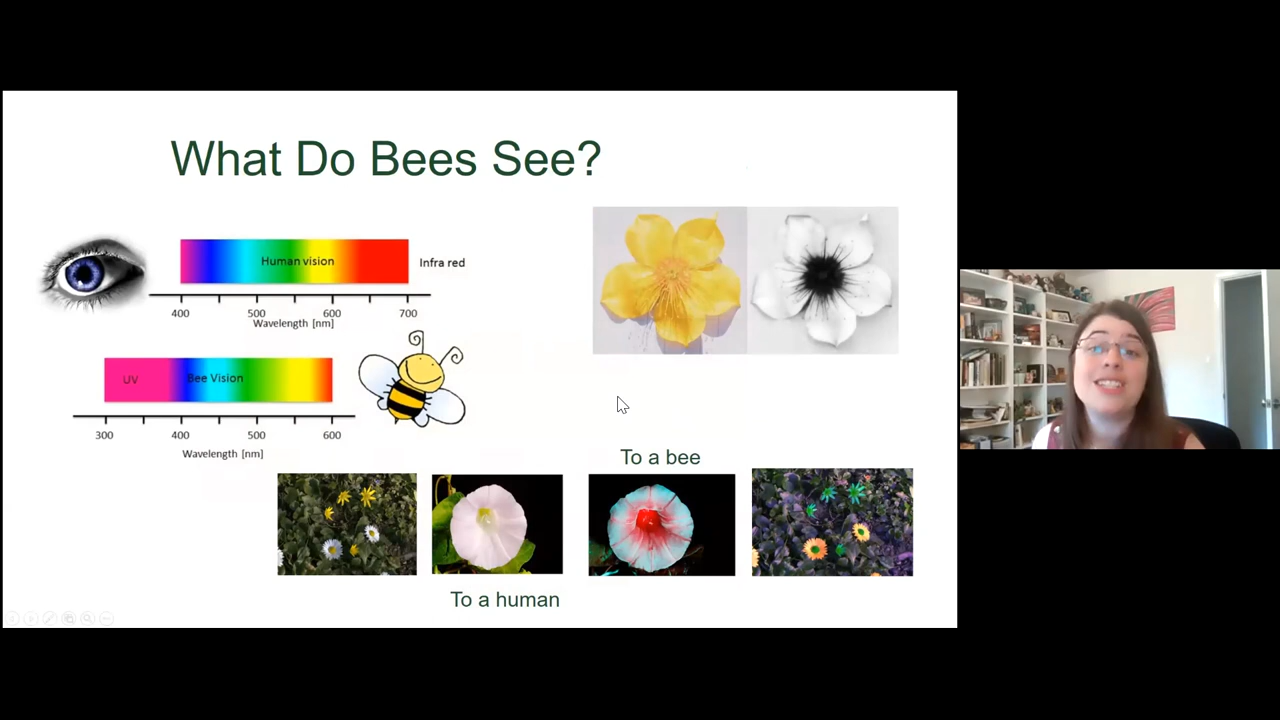 What Do Bees See?
Human vision
Infra red
400 500 600 700
Wavelength [nm]
UV
Bee Vision
300 400 500 600
Wavelength [nm]
To a bee
To a human